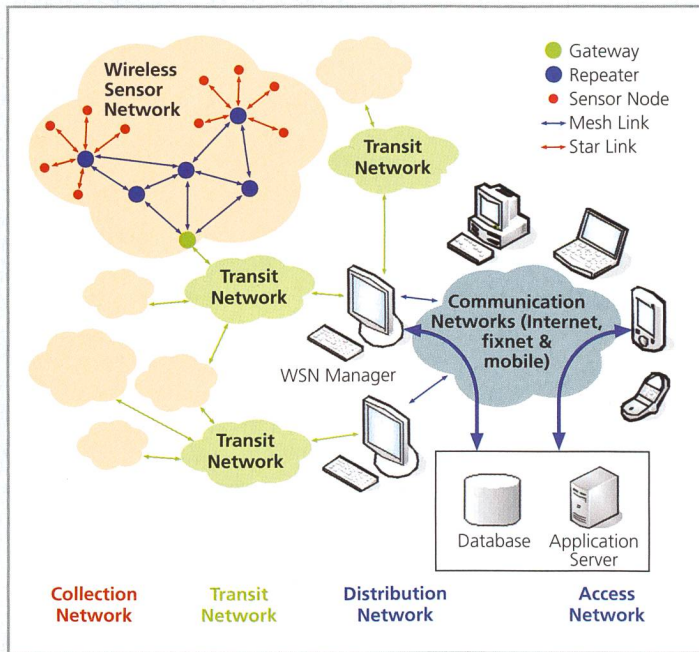 Wireless
Sensor
Network
Gateway
Repeater
Sensor Node
Mesh Link
Star Link
Transit
Network
Transit
Network
Communication
Networks (Internet,
fixnet &
mobile)
WSN Manager
Transit
Network
Database
Application
Server
Collection
Network
Transit
Network
Distribution
Network
Access
Network